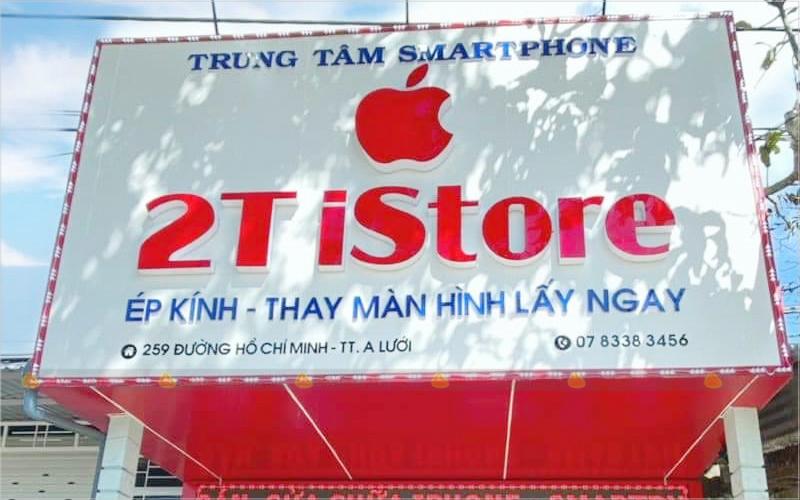 TRUNG TÂM SMARTPHONE
2T iStore
ÉP KÍNH - THAY MÀN HÌNH LẤY NGAY
259 ĐƯỜNG HỒ CHÍ MINH - TT. A LƯỚI
07 8338 3456